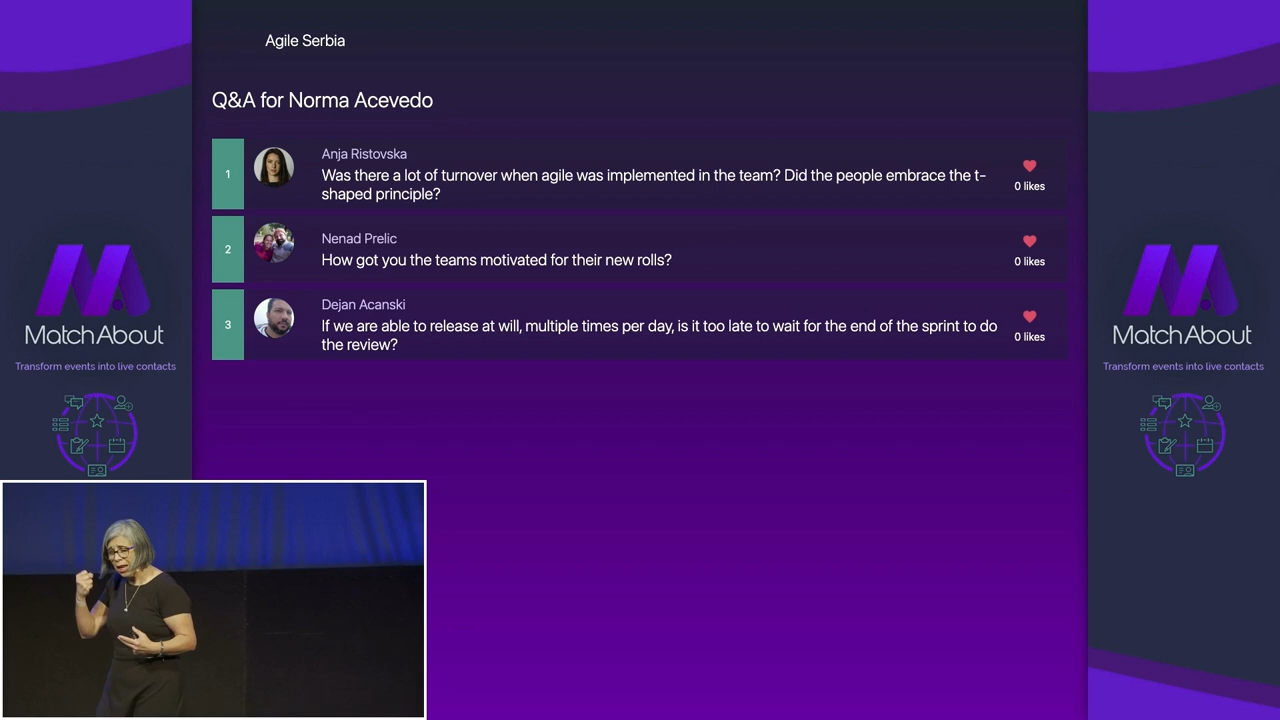 Agile Serbia
Q&A for Norma Acevedo
1
Anja Ristovska
Was there a lot of turnover when agile was implemented in the team? Did the people embrace the t-
shaped principle?
0 likes
2
Nenad Prelic
How got you the teams motivated for their new rolls?
0 likes
3
Dejan Acanski
If we are able to release at will, multiple times per day, is it too late to wait for the end of the sprint to do
the review?
0 likes
MatchAbout
Transform events into live contacts
MatchAbout
Transform events into live contacts